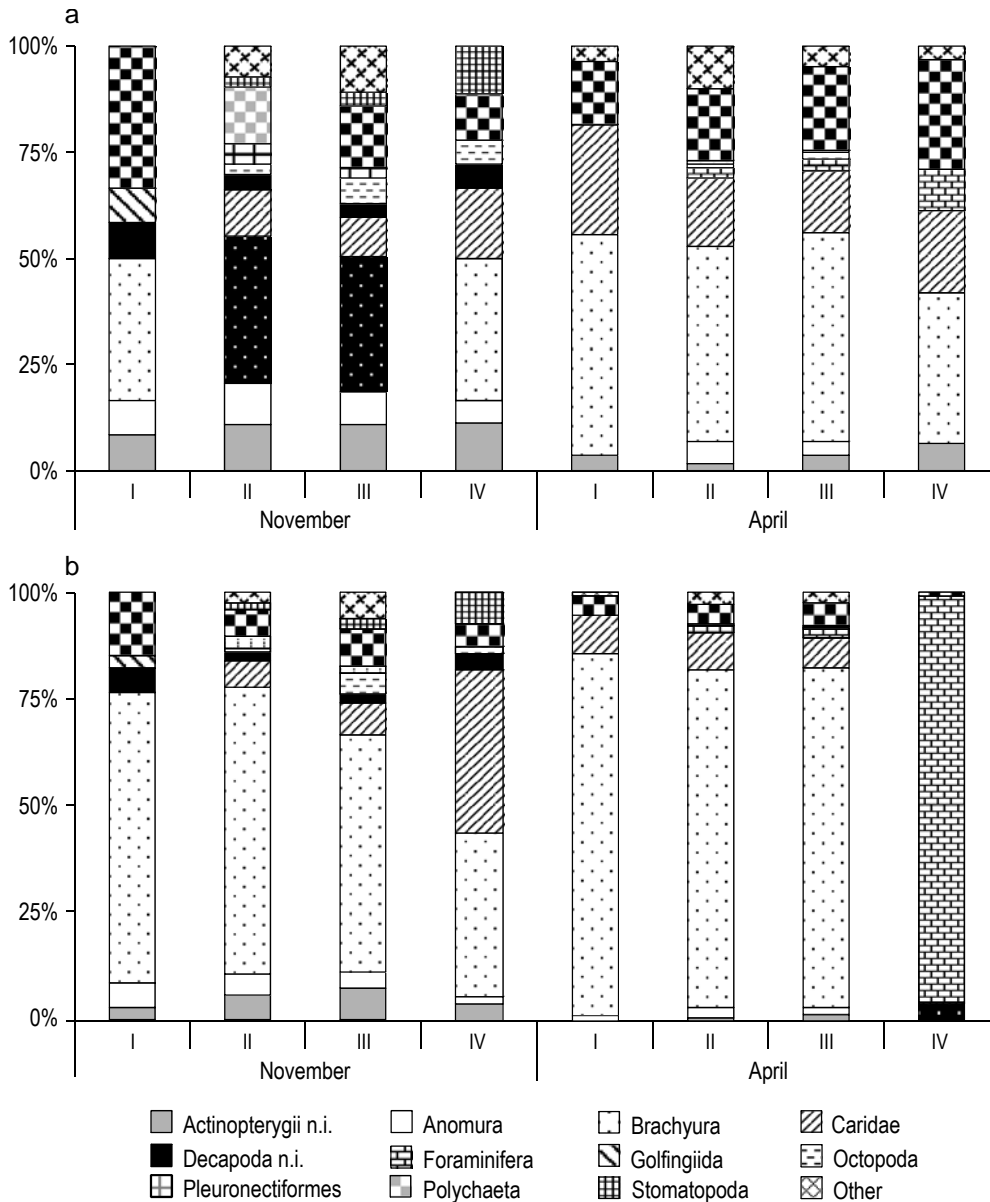 a
100%
75%
50%
25%
0%
I II III IV I II III IV
November April
b
100%
75%
50%
25%
0%
I II III IV I II III IV
November April
Actinopterygii n.i. Anomura Brachyura Caridae
Decapoda n.i. Foraminifera Golfingiida Octopoda
Pleuronectiformes Polychaeta Stomatopoda Other